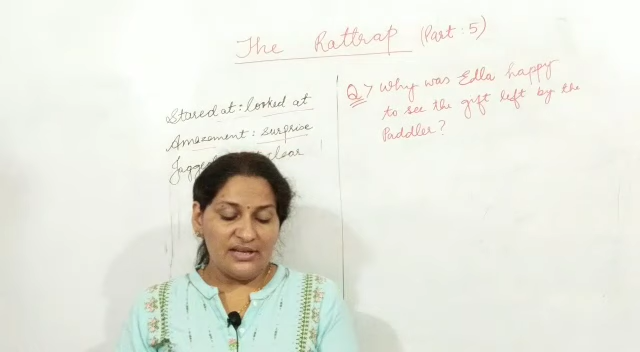 The Rattrap (Part : 5)
Stared at : looked at
Amazement : surprise
Q> Why was Edla happy
to see the gift left by the
Paddler?